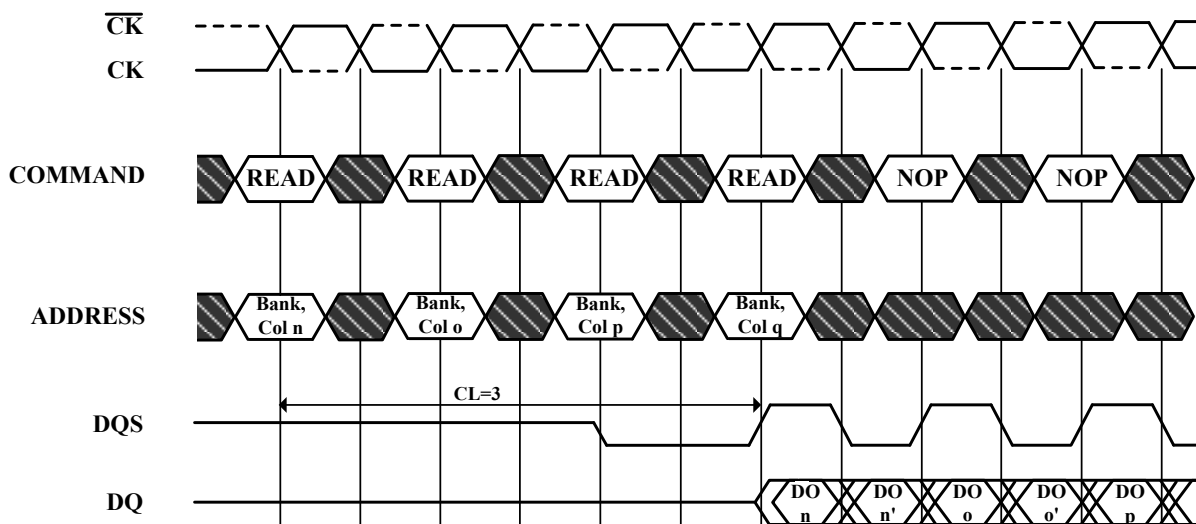 CK
CK
COMMAND READ READ READ READ NOP NOP
ADDRESS Bank, Col n Bank, Col o Bank, Col p Bank, Col q
CL=3
DQS
DQ DO n DO n' DO o DO o' DO p